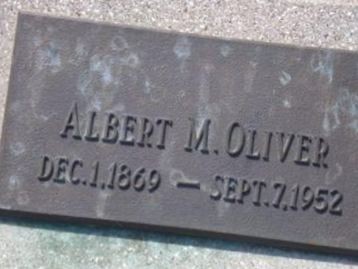 ALBERT M. OLIVER
DEC. 1, 1869 — SEPT. 7, 1952